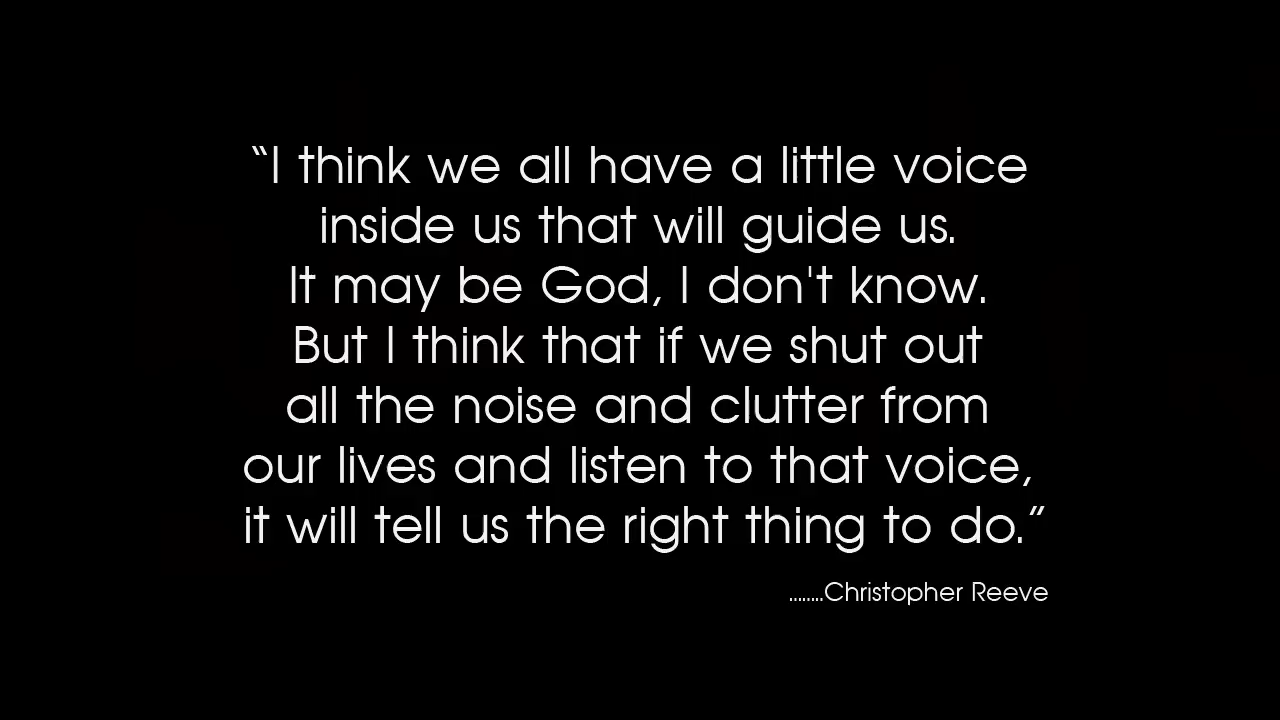 “I think we all have a little voice
inside us that will guide us.
It may be God, I don't know.
But I think that if we shut out
all the noise and clutter from
our lives and listen to that voice,
it will tell us the right thing to do.”
........Christopher Reeve